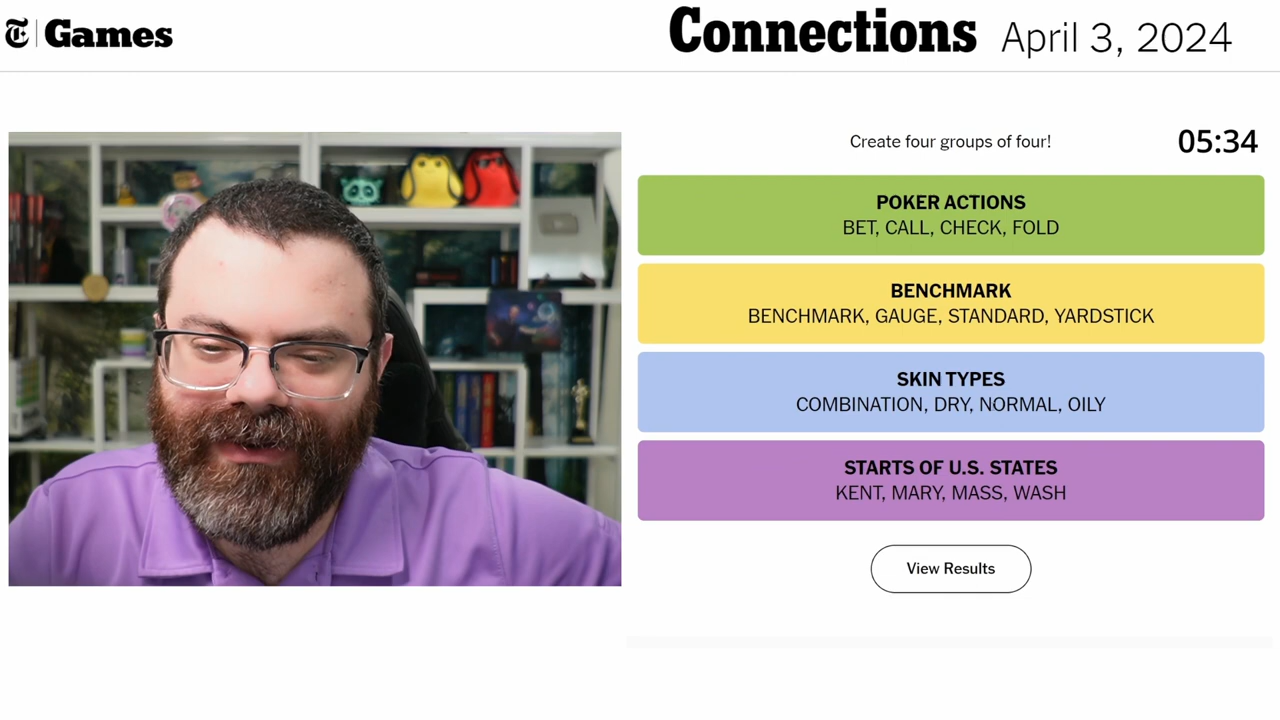 T Games
Connections April 3, 2024
Create four groups of four!
05:34
POKER ACTIONS
BET, CALL, CHECK, FOLD
BENCHMARK
BENCHMARK, GAUGE, STANDARD, YARDSTICK
SKIN TYPES
COMBINATION, DRY, NORMAL, OILY
STARTS OF U.S. STATES
KENT, MARY, MASS, WASH
View Results